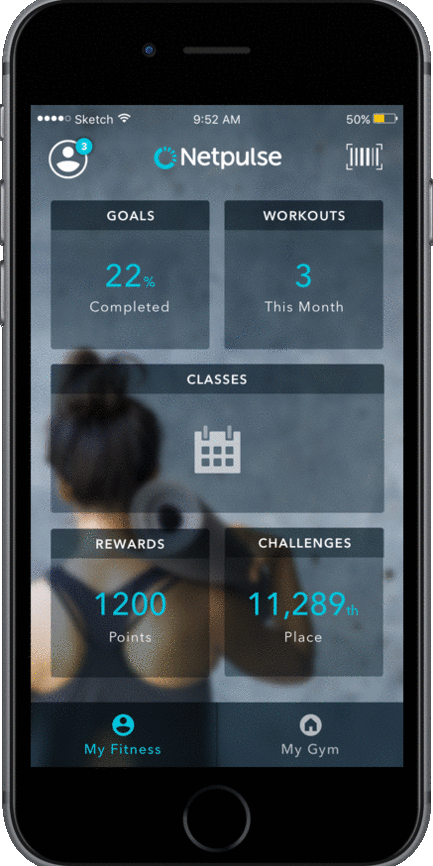 Sketch 9:52 AM 50%
3
Netpulse
GOALS WORKOUTS
22% 3
Completed This Month
CLASSES
REWARDS CHALLENGES
1200 11,289th
Points Place
My Fitness My Gym